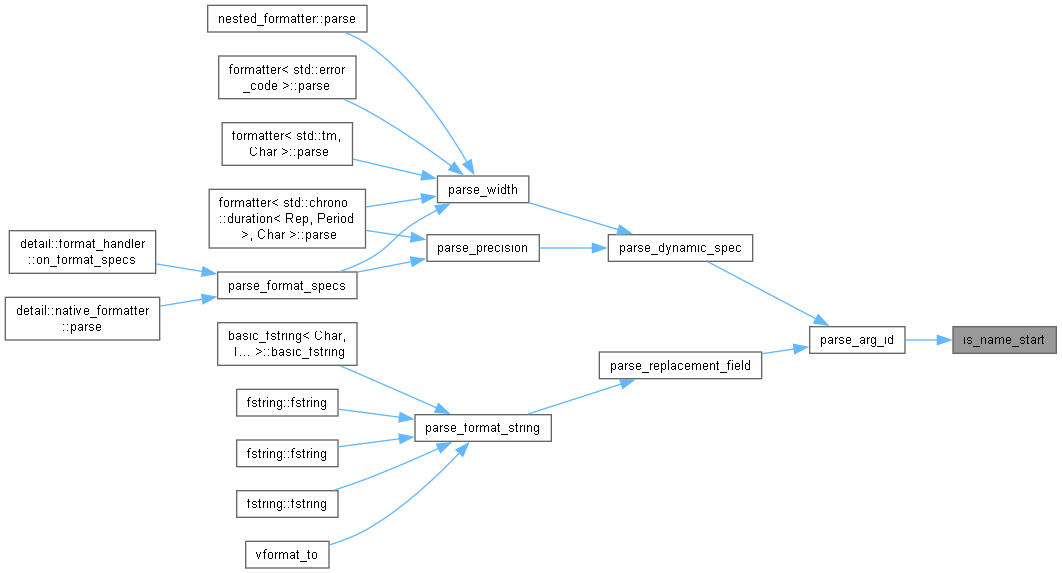 nested_formatter::parse
formatter< std::error
_code >::parse
formatter< std::tm,
Char >::parse
parse_width
formatter< std::chrono
::duration< Rep, Period
>, Char >::parse
detail::format_handler
::on_format_specs
parse_precision
parse_dynamic_spec
parse_format_specs
detail::native_formatter
::parse
basic_fstring< Char,
T... >::basic_fstring
parse_arg_id
is_name_start
parse_replacement_field
fstring::fstring
parse_format_string
fstring::fstring
fstring::fstring
vformat_to